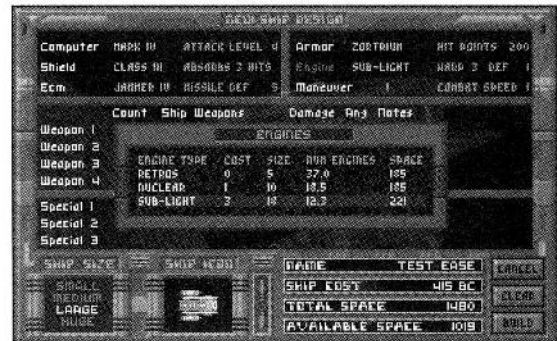 NEW SHIP DESIGN
Computer MARK IV ATTACK LEVEL 4 Armor ZORTRIUM HIT POINTS 200
Shield CLASS III ABSORBS 3 HITS Engine SUB-LIGHT WARP 3 DEF 1
Ecm JAMMER IV MISSILE DEF 5 Maneuver 1 COMBAT SPEED 1
Count Ship Weapons Damage Rng Notes
Weapon 1
Weapon 2
Weapon 3
Weapon 4
ENGINES
ENGINE TYPE COST SIZE NUM ENGINES SPACE
RETROS 0 5 37.0 185
NUCLEAR 1 10 18.5 185
SUB-LIGHT 3 18 12.3 221
Special 1
Special 2
Special 3
SHIP SIZE SHIP ICON
SMALL
MEDIUM
LARGE
HUGE
NAME TEST EASE
SHIP COST 415 BC
TOTAL SPACE 1480
AVAILABLE SPACE 1019
CANCEL
CLEAR
BUILD